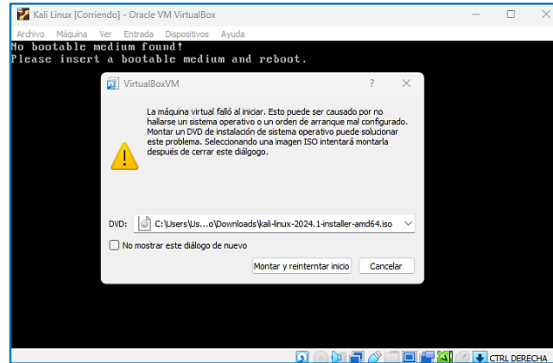 Kali Linux [Corriendo] - Oracle VM VirtualBox
Archivo Máquina Ver Entrada Dispositivos Ayuda
No bootable medium found!
Please insert a bootable medium and reboot.
VirtualBoxVM
La máquina virtual falló al iniciar. Esto puede ser causado por no
hallarse un sistema operativo o un orden de arranque mal configurado.
Montar un DVD de instalación de sistema operativo puede solucionar
este problema. Seleccionando una imagen ISO intentará montarla
después de cerrar este diálgogo.
DVD: C:\Users\Us...o\Downloads\kali-linux-2024.1-installer-amd64.iso
No mostrar este diálogo de nuevo
Montar y reinterntar inicio Cancelar
CTRL DERECHA